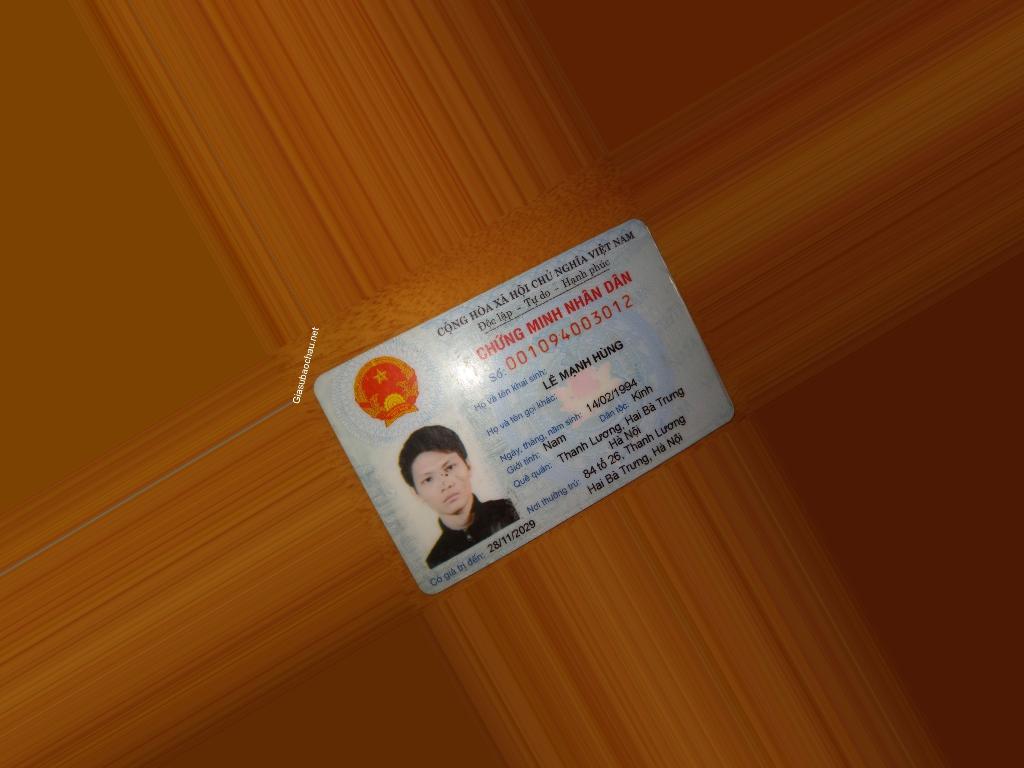 Giasubaochau.net
CỘNG HÒA XÃ HỘI CHỦ NGHĨA VIỆT NAM
Độc lập - Tự do - Hạnh phúc
CHỨNG MINH NHÂN DÂN
Số: 001094003012
Họ và tên khai sinh:
LÊ MẠNH HÙNG
Họ và tên gọi khác:
Ngày, tháng, năm sinh: 14/02/1994
Giới tính: Nam Dân tộc: Kinh
Quê quán: Thanh Lương, Hai Bà Trưng
Hà Nội
Nơi thường trú: 84 tổ 26, Thanh Lương
Hai Bà Trưng, Hà Nội
Có giá trị đến: 28/11/2029